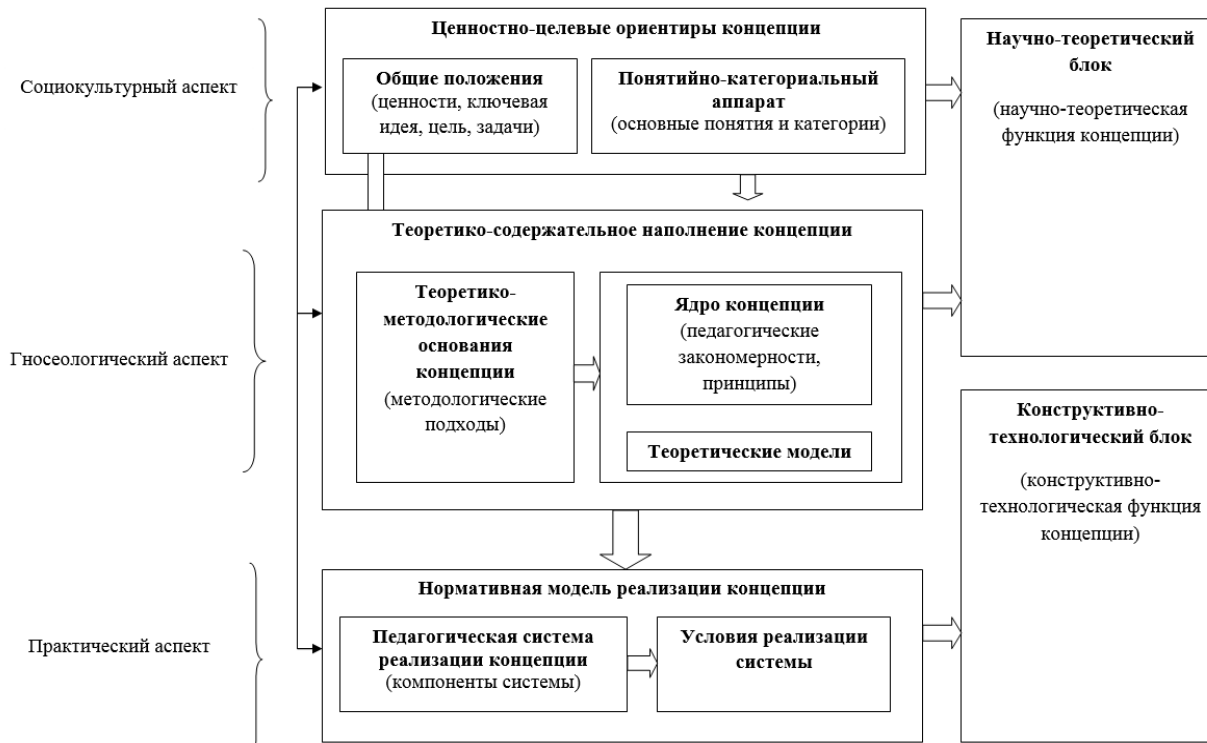 Социокультурный аспект
Ценностно-целевые ориентиры концепции
Общие положения
(ценности, ключевая
идея, цель, задачи)
Понятийно-категориальный
аппарат
(основные понятия и категории)
Научно-теоретический
блок
(научно-теоретическая
функция концепции)
Гносеологический аспект
Теоретико-содержательное наполнение концепции
Теоретико-
методологические
основания
концепции
(методологические
подходы)
Ядро концепции
(педагогические
закономерности,
принципы)
Теоретические модели
Конструктивно-
технологический блок
(конструктивно-
технологическая функция
концепции)
Практический аспект
Нормативная модель реализации концепции
Педагогическая система
реализации концепции
(компоненты системы)
Условия реализации
системы